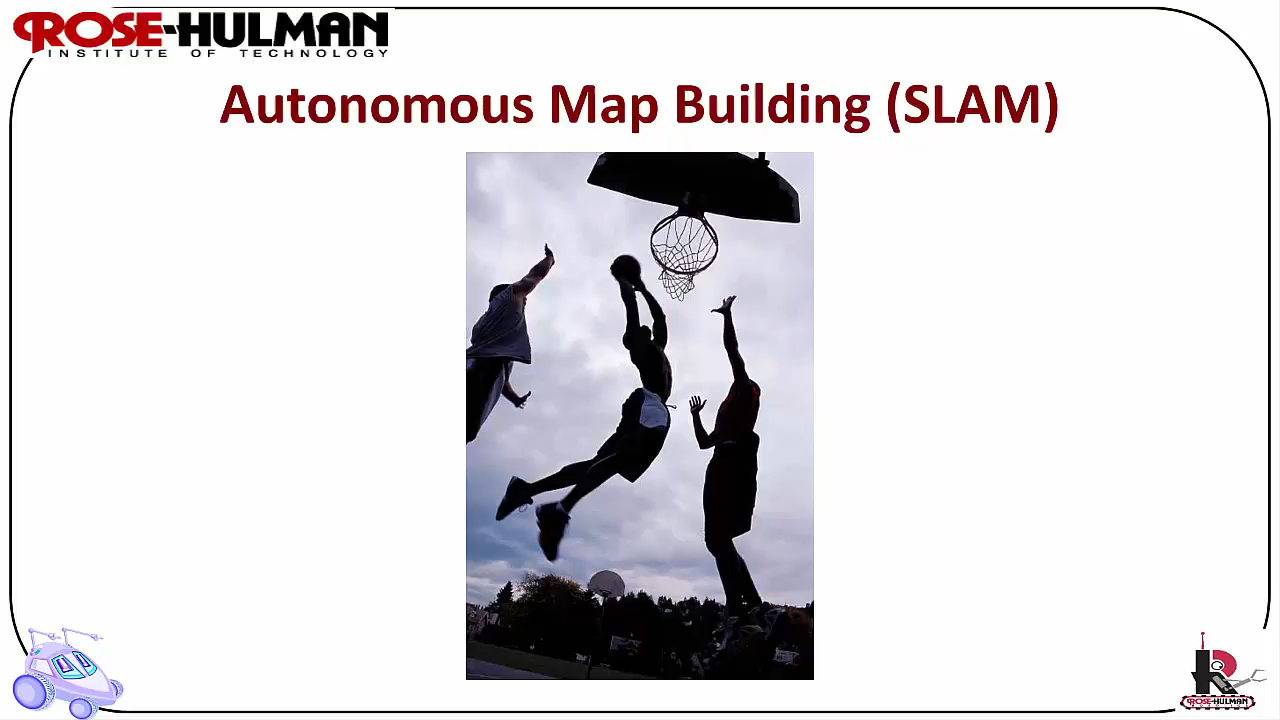 ROSE-HULMAN
INSTITUTE OF TECHNOLOGY
Autonomous Map Building (SLAM)
R
ROSE-HULMAN